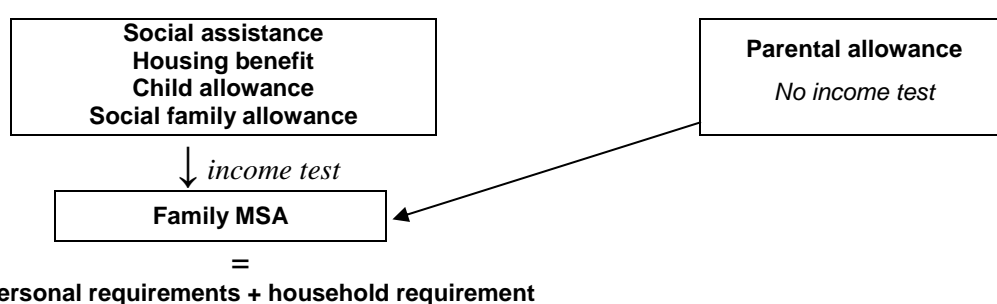 Social assistance
Housing benefit
Child allowance
Social family allowance
Parental allowance
No income test
↓ income test
Family MSA
=
ersonal requirements + household requirement